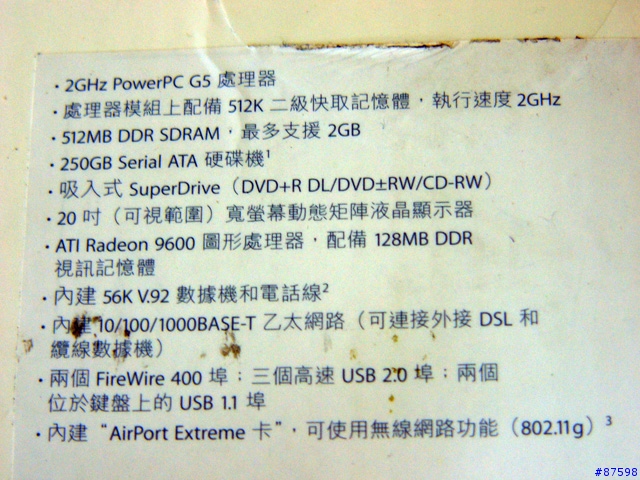 ・2GHz PowerPC G5 處理器
・處理器模組上配備 512K 二級快取記憶體，執行速度 2GHz
・512MB DDR SDRAM，最多支援 2GB
・250GB Serial ATA 硬碟機¹
・吸入式 SuperDrive（DVD+R DL/DVD±RW/CD-RW）
・20 吋（可視範圍）寬螢幕動態矩陣液晶顯示器
・ATI Radeon 9600 圖形處理器，配備 128MB DDR
視訊記憶體
・內建 56K V.92 數據機和電話線²
・內建 10/100/1000BASE-T 乙太網路（可連接外接 DSL 和
纜線數據機）
・兩個 FireWire 400 埠；三個高速 USB 2.0 埠；兩個
位於鍵盤上的 USB 1.1 埠
・內建“AirPort Extreme 卡”，可使用無線網路功能（802.11g）³
#87598